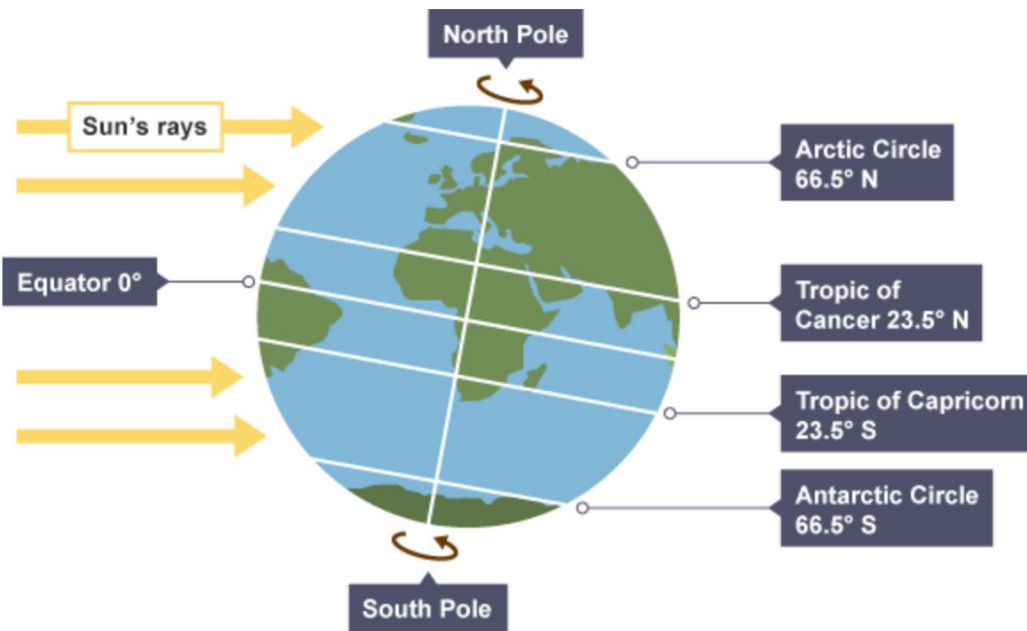 North Pole
Sun's rays
Arctic Circle
66.5° N
Equator 0°
Tropic of
Cancer 23.5° N
Tropic of Capricorn
23.5° S
Antarctic Circle
66.5° S
South Pole